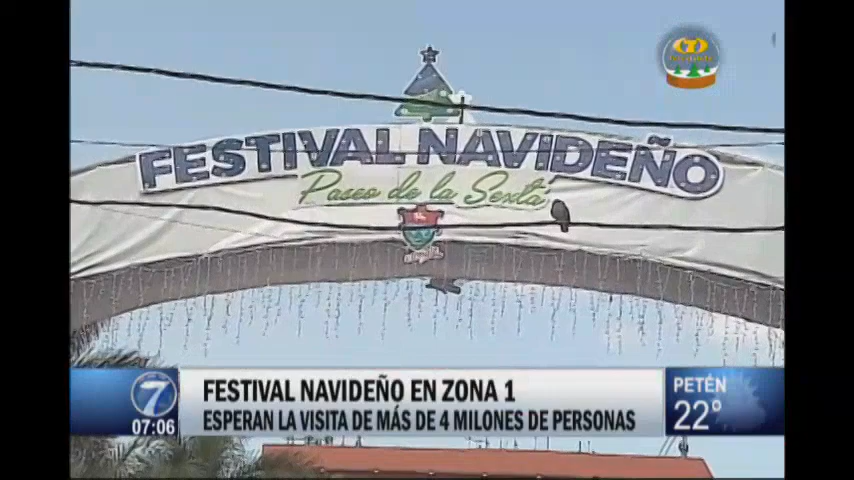 FESTIVAL NAVIDEÑO
Paseo de la Sexta
FESTIVAL NAVIDEÑO EN ZONA 1
ESPERAN LA VISITA DE MÁS DE 4 MILONES DE PERSONAS
7
07:06
PETÉN
22°